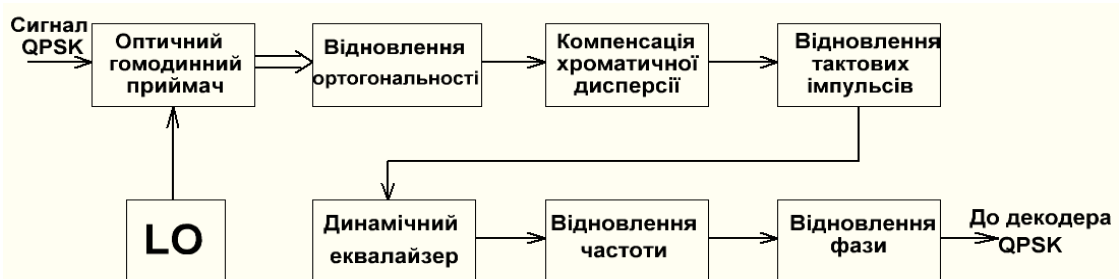 Сигнал
QPSK
Оптичний
гомодинний
приймач
Відновлення
ортогональності
Компенсація
хроматичної
дисперсії
Відновлення
тактових
імпульсів
LO
Динамічний
еквалайзер
Відновлення
частоти
Відновлення
фази
До декодера
QPSK